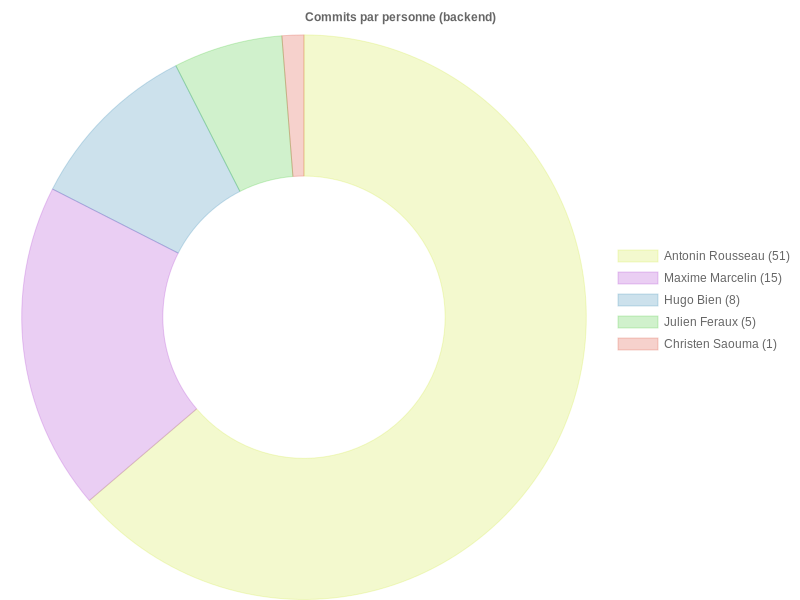 Commits par personne (backend)
Antonin Rousseau (51)
Maxime Marcelin (15)
Hugo Bien (8)
Julien Feraux (5)
Christen Saouma (1)